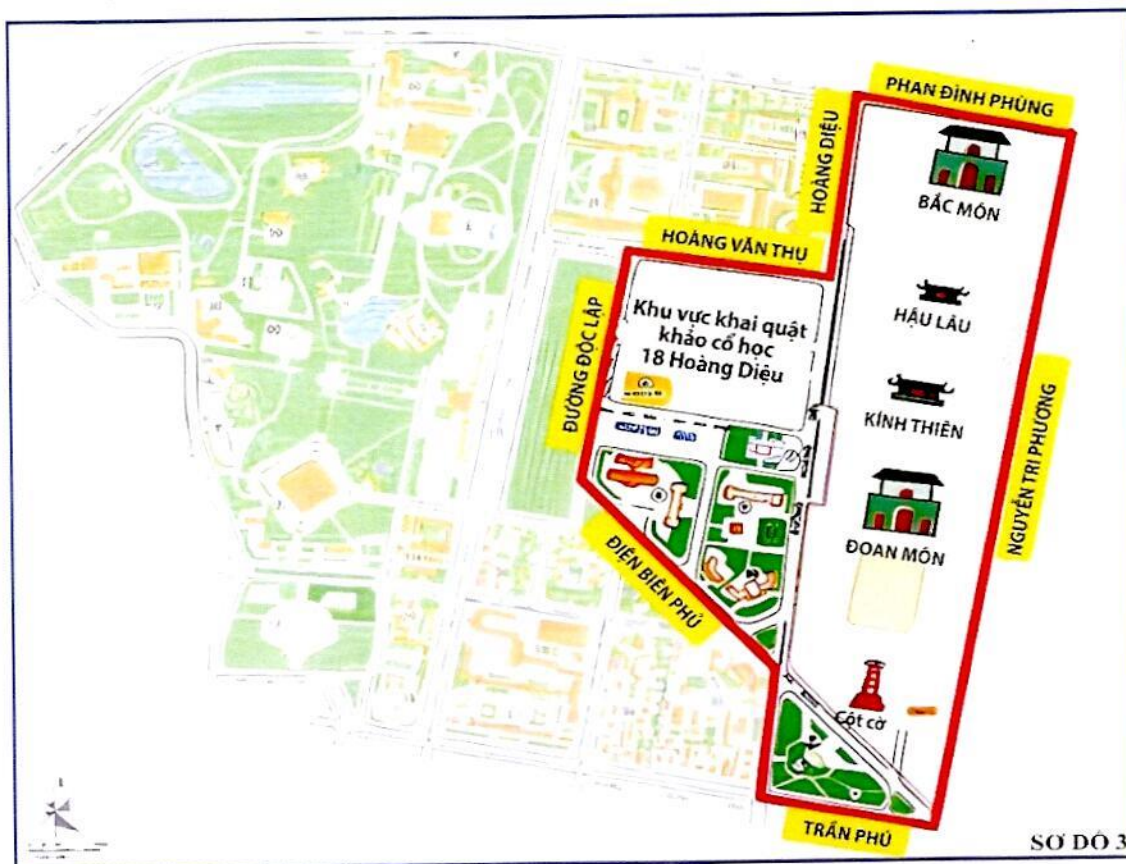 PHAN ĐÌNH PHÙNG
HOÀNG DIỆU
BẮC MÔN
HOÀNG VĂN THỤ
Khu vực khai quật
khảo cổ học
18 Hoàng Diệu
HẬU LÂU
ĐƯỜNG ĐỘC LẬP
KÍNH THIÊN
NGUYỄN TRI PHƯƠNG
ĐOAN MÔN
ĐIỆN BIÊN PHỦ
Cột cờ
TRẦN PHÚ
SƠ ĐỒ 3